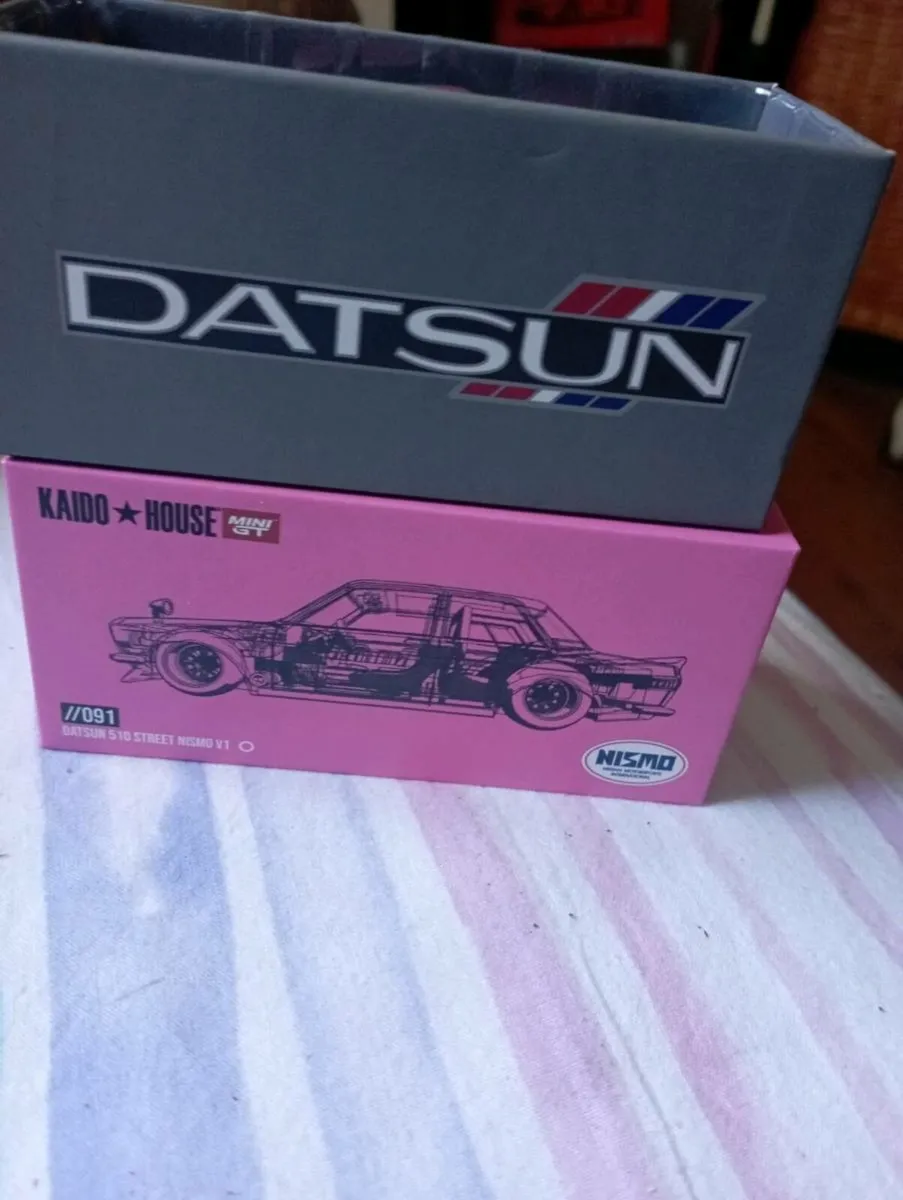 DATSUN
KAIDO★HOUSE MINI GT
//091
DATSUN 510 STREET NISMO V1
NISMO